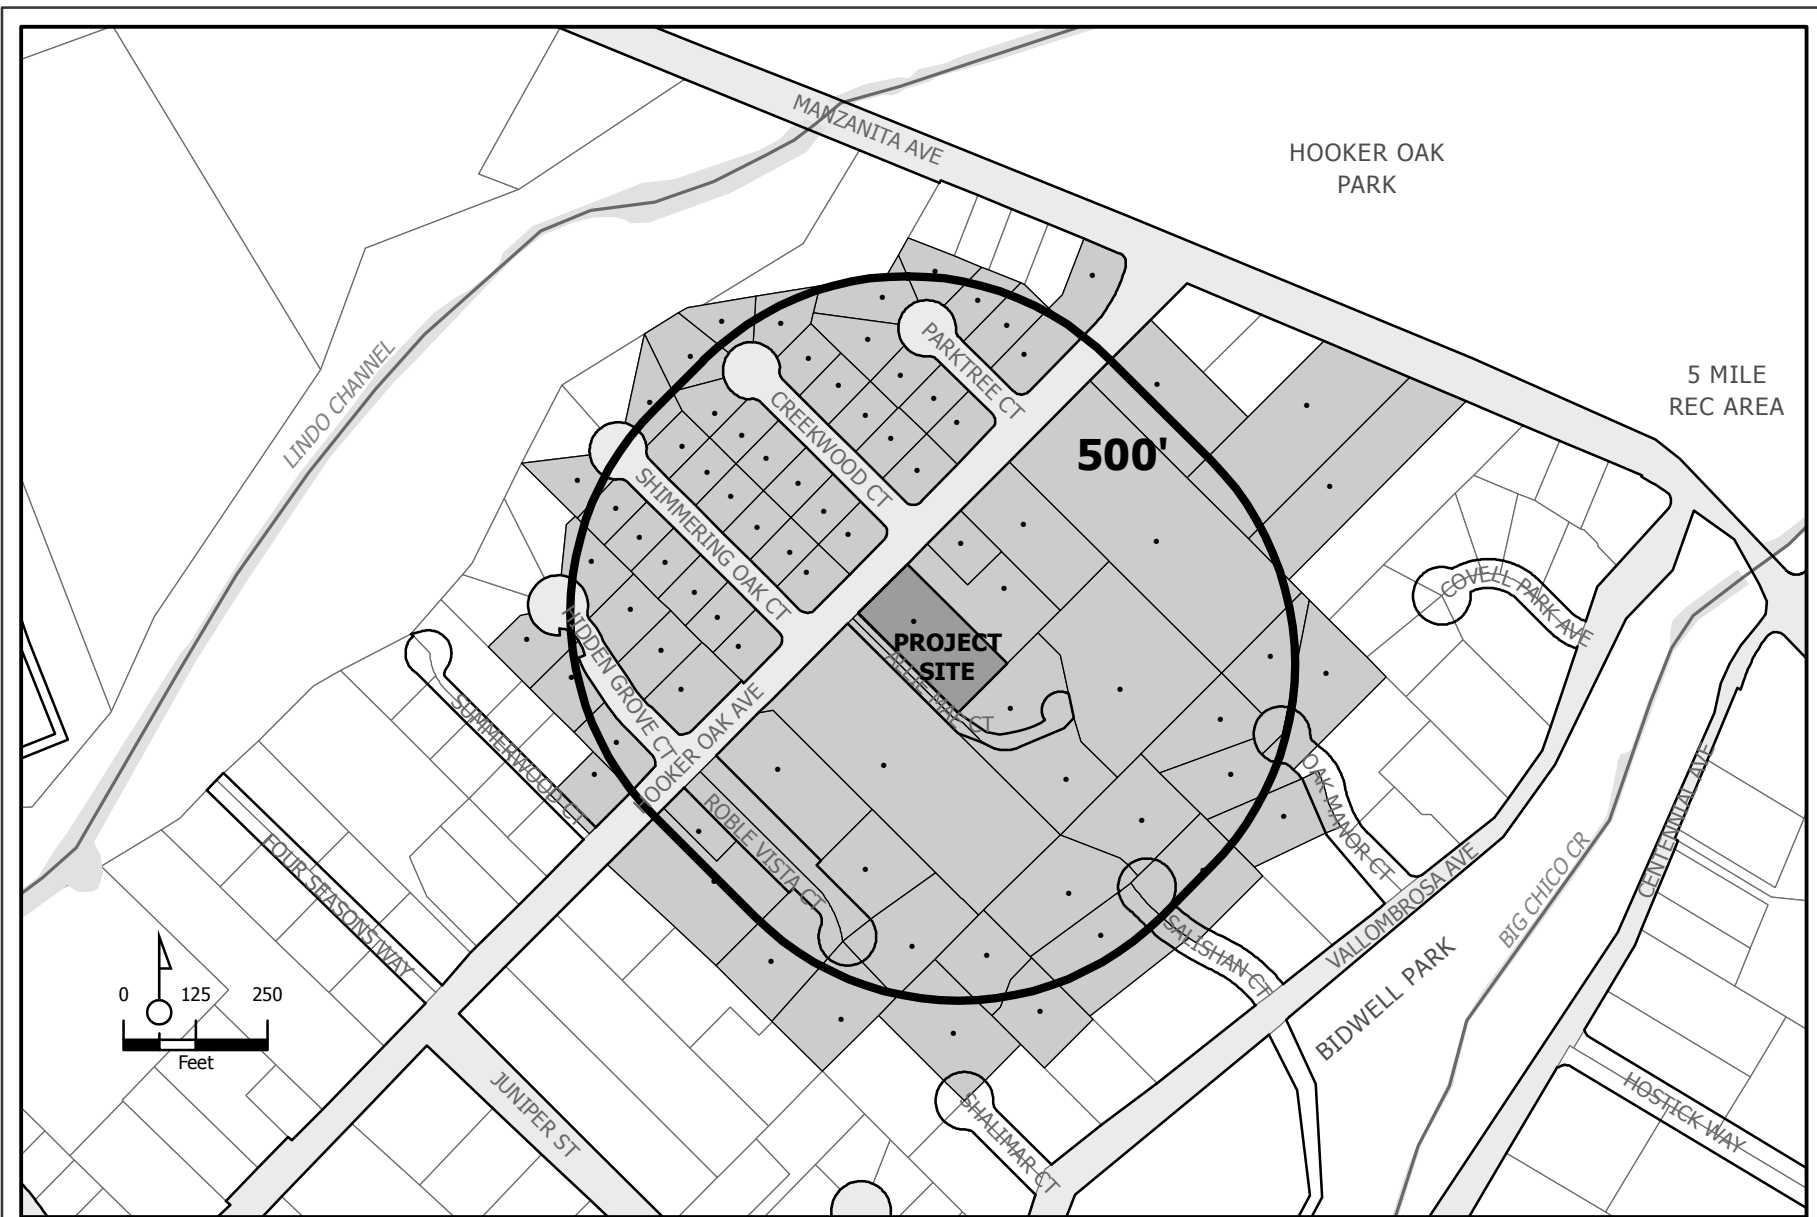 MANZANITA AVE
HOOKER OAK
PARK
5 MILE
REC AREA
LINDO CHANNEL
PARKTREE CT
CREEKWOOD CT
500'
SHIMMERING OAK CT
COVELL PARK AVE
HIDDEN GROVE CT
PROJECT
SITE
ALLIE MAE CT
SUMMERWOOD CT
HOOKER OAK AVE
ROBLE VISTA CT
OAK MANOR CT
CENTENNIAL AVE
FOUR SEASONS WAY
VALLOMBROSA AVE
BIG CHICO CR
SALISHAN CT
BIDWELL PARK
0 125 250
Feet
JUNIPER ST
SHALIMAR CT
HOSTICK WAY